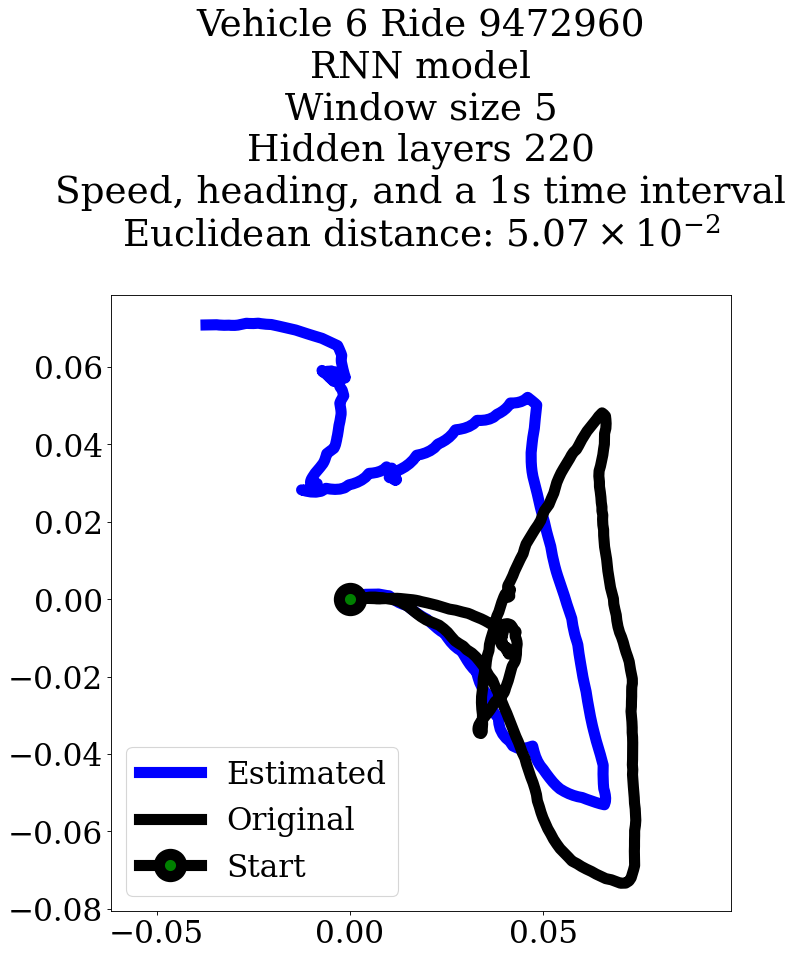 Vehicle 6 Ride 9472960
RNN model
Window size 5
Hidden layers 220
Speed, heading, and a 1s time interval
Euclidean distance: 5.07 × 10⁻²
0.06
0.04
0.02
0.00
−0.02
−0.04
−0.06
−0.08
Estimated
Original
Start
−0.05 0.00 0.05